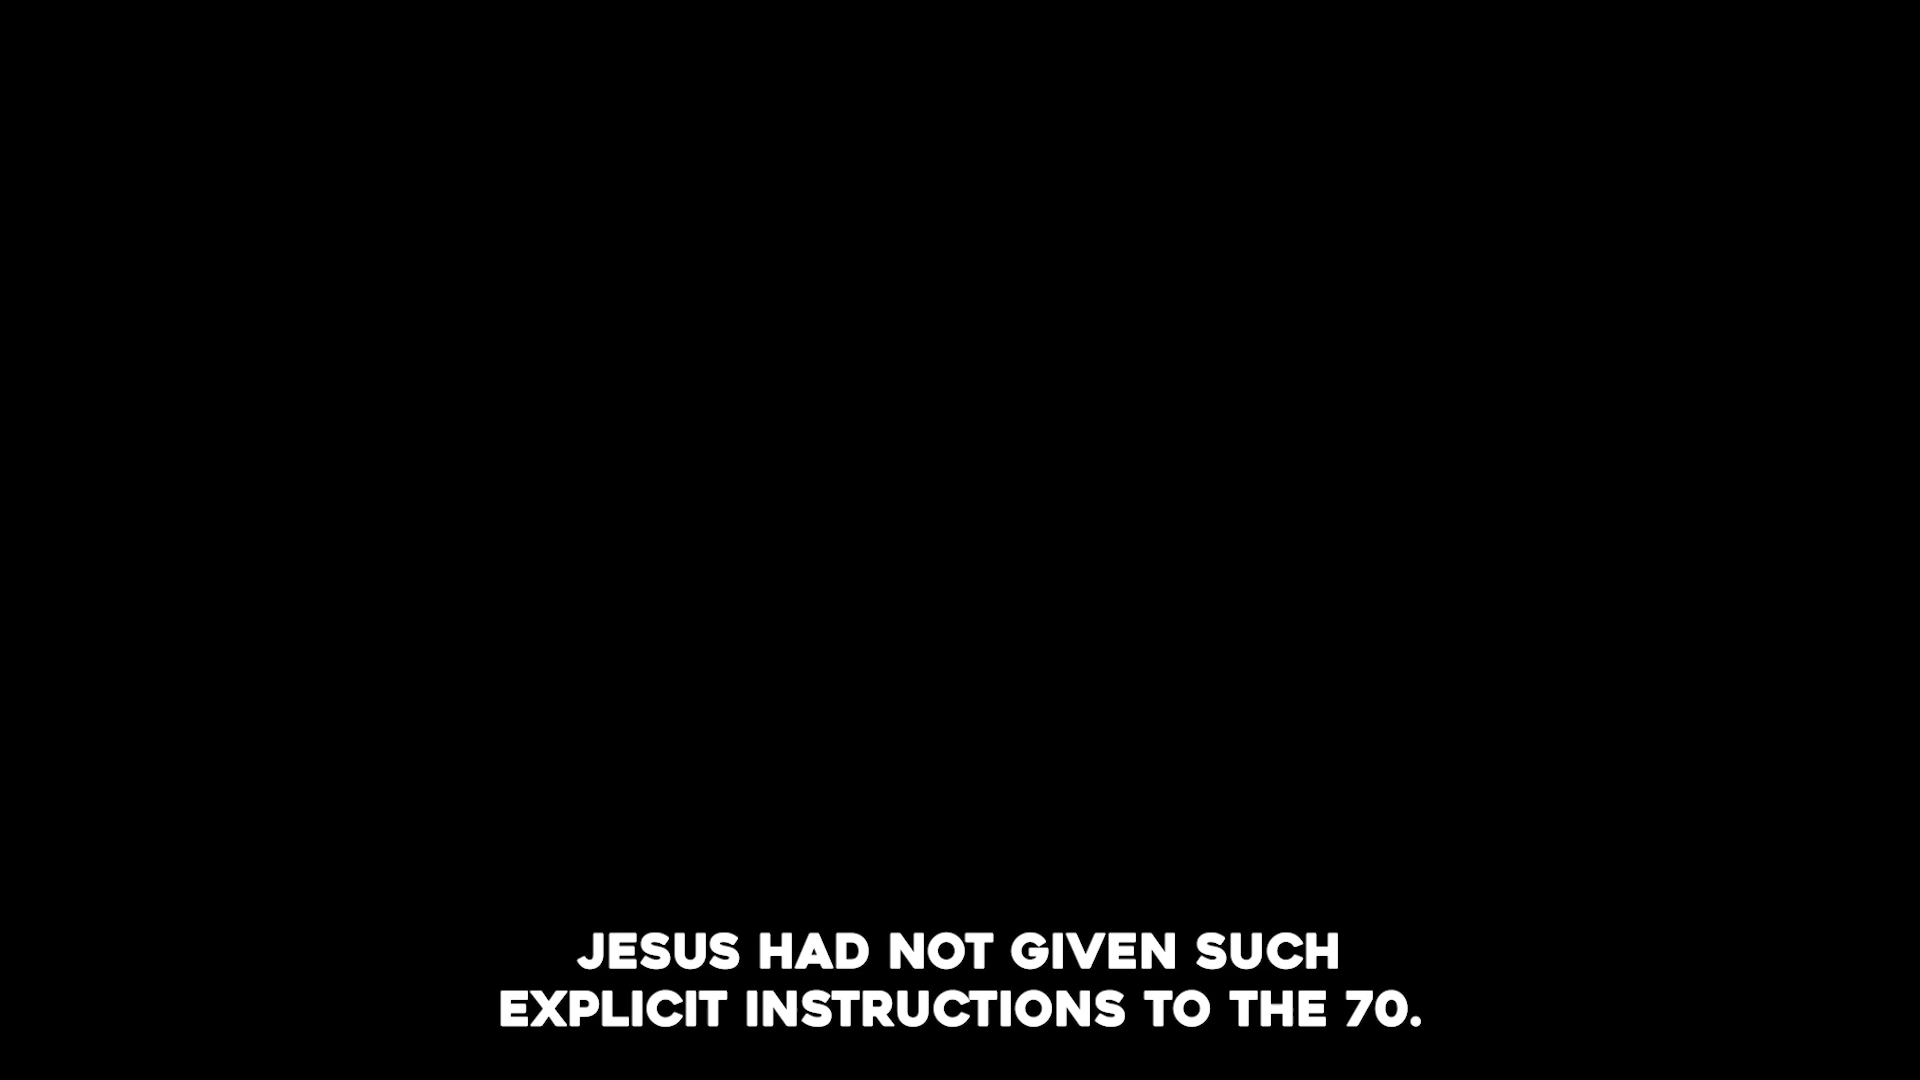 JESUS HAD NOT GIVEN SUCH
EXPLICIT INSTRUCTIONS TO THE 70.